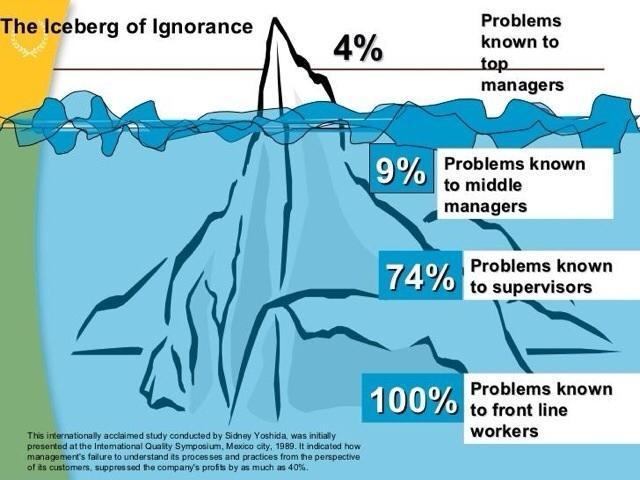 The Iceberg of Ignorance
4%
Problems
known to
top
managers
9%
Problems known
to middle
managers
74%
Problems known
to supervisors
100%
Problems known
to front line
workers
This internationally acclaimed study conducted by Sidney Yoshida, was initially
presented at the International Quality Symposium, Mexico city, 1989. It indicated how
management's failure to understand its processes and practices from the perspective
of its customers, suppressed the company's profits by as much as 40%.